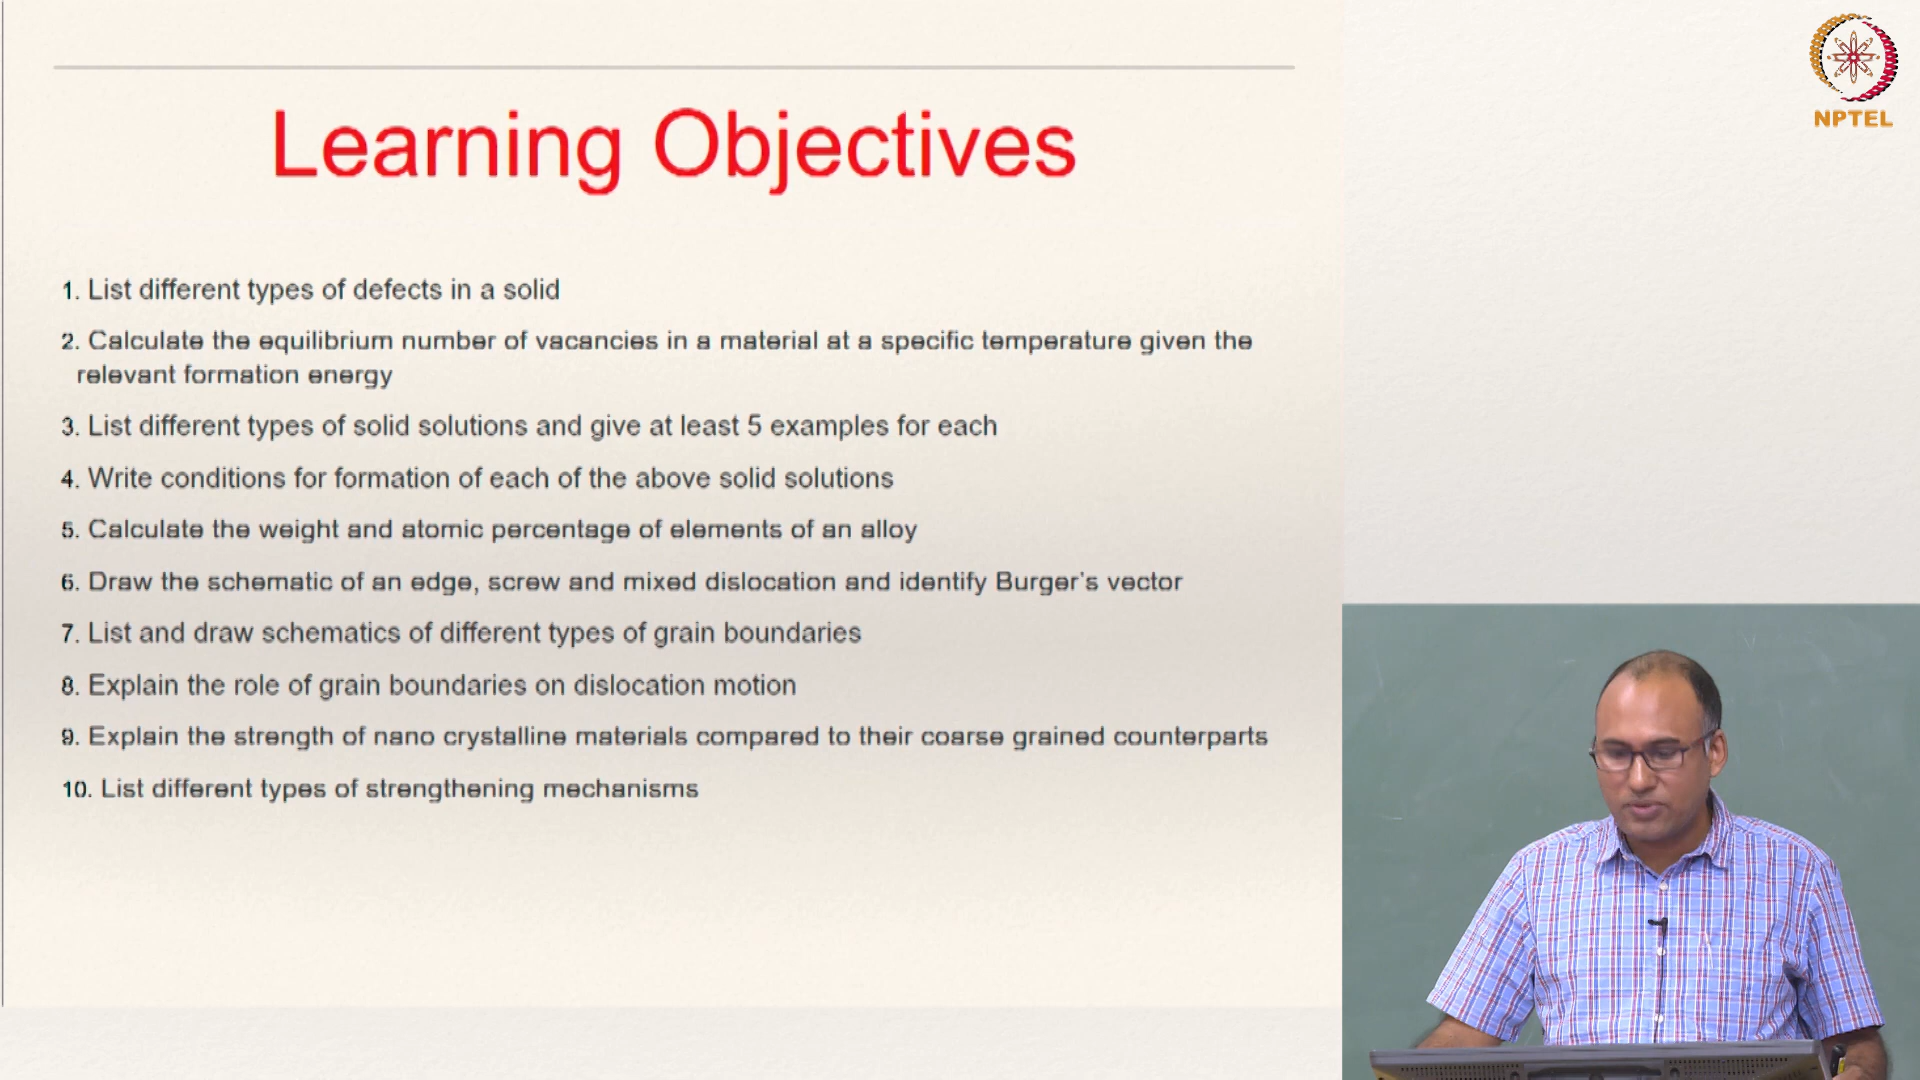 NPTEL
Learning Objectives
1. List different types of defects in a solid
2. Calculate the equilibrium number of vacancies in a material at a specific temperature given the
relevant formation energy
3. List different types of solid solutions and give at least 5 examples for each
4. Write conditions for formation of each of the above solid solutions
5. Calculate the weight and atomic percentage of elements of an alloy
6. Draw the schematic of an edge, screw and mixed dislocation and identify Burger's vector
7. List and draw schematics of different types of grain boundaries
8. Explain the role of grain boundaries on dislocation motion
9. Explain the strength of nano crystalline materials compared to their coarse grained counterparts
10. List different types of strengthening mechanisms